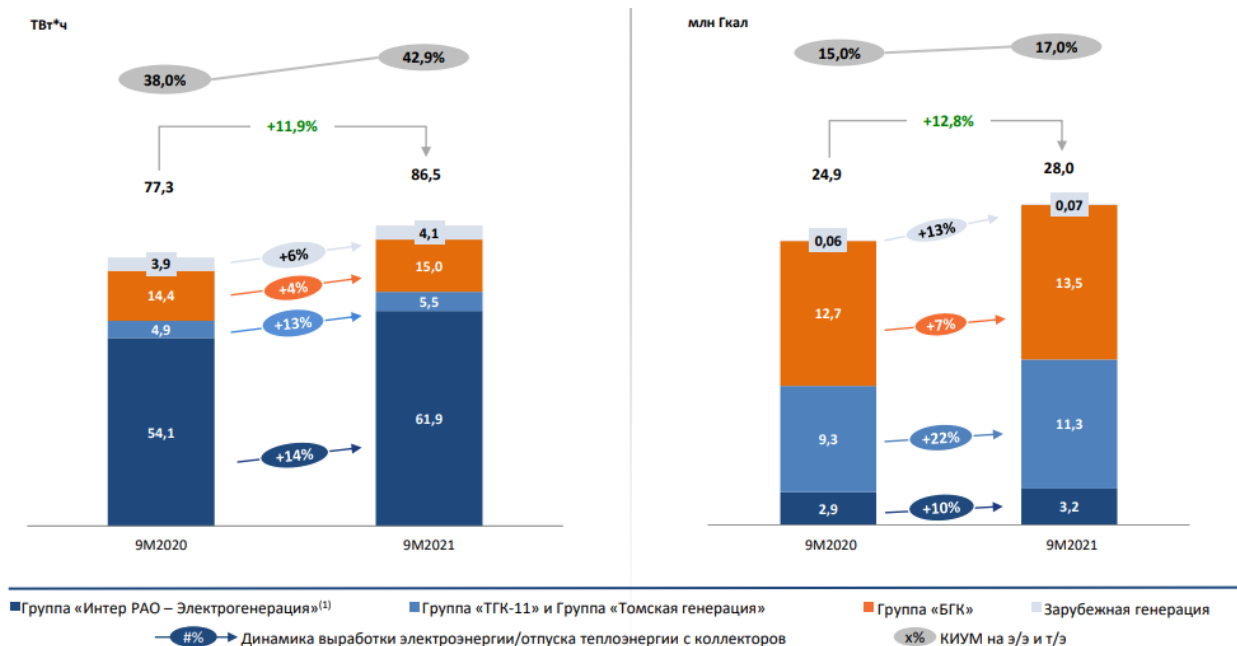 ТВт*ч
38,0%
42,9%
+11,9%
77,3
86,5
3,9
+6%
4,1
14,4
+4%
15,0
4,9
+13%
5,5
54,1
+14%
61,9
9М2020
9М2021
млн Гкал
15,0%
17,0%
+12,8%
24,9
28,0
0,06
+13%
0,07
12,7
+7%
13,5
9,3
+22%
11,3
2,9
+10%
3,2
9М2020
9М2021
Группа «Интер РАО – Электрогенерация»(1)
Группа «ТГК-11» и Группа «Томская генерация»
Группа «БГК»
Зарубежная генерация
#% Динамика выработки электроэнергии/отпуска теплоэнергии с коллекторов
х% КИУМ на э/э и т/э